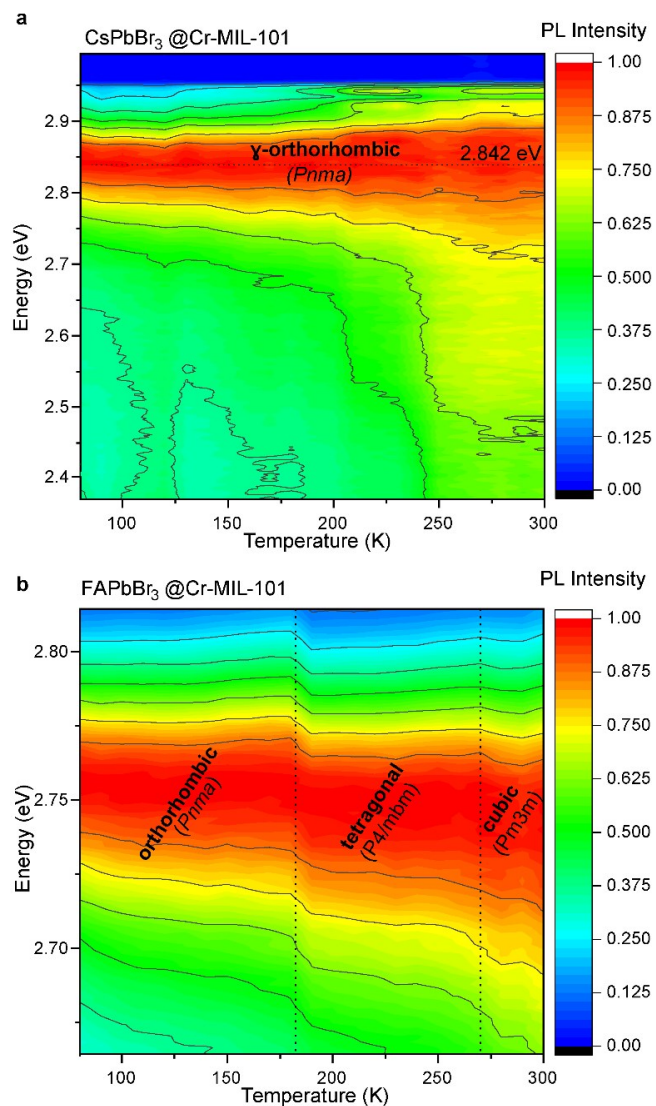 a
CsPbBr₃ @Cr-MIL-101
PL Intensity
Energy (eV)
2.9
2.8
2.7
2.6
2.5
2.4
ɣ-orthorhombic
(Pnma)
2.842 eV
100
150
200
250
300
Temperature (K)
1.00
0.875
0.750
0.625
0.500
0.375
0.250
0.125
0.00
b
FAPbBr₃ @Cr-MIL-101
PL Intensity
Energy (eV)
2.80
2.75
2.70
orthorhombic
(Pnma)
tetragonal
(P4/mbm)
cubic
(Pm3m)
100
150
200
250
300
Temperature (K)
1.00
0.875
0.750
0.625
0.500
0.375
0.250
0.125
0.00